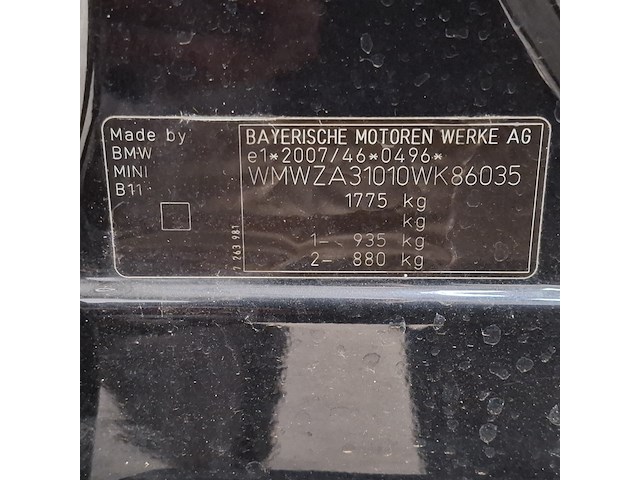 Made by
BMW
MINI
B11
7 263 981
BAYERISCHE MOTOREN WERKE AG
e1*2007/46*0496*
WMWZA31010WK86035
1775 kg
kg
1- 935 kg
2- 880 kg